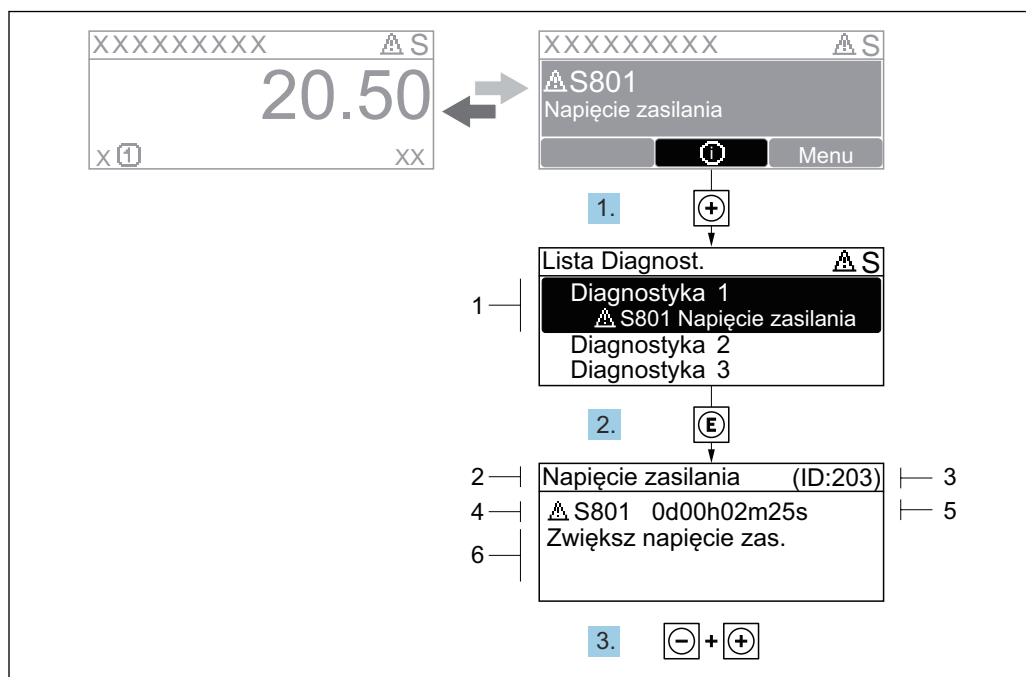 XXXXXXXXX ⚠ S
20.50
X ① XX
XXXXXXXXX ⚠ S
⚠S801
Napięcie zasilania
ⓘ Menu
1. +
Lista Diagnost. ⚠ S
1
Diagnostyka 1
⚠ S801 Napięcie zasilania
Diagnostyka 2
Diagnostyka 3
2. E
2 Napięcie zasilania (ID:203) 3
4 ⚠ S801 0d00h02m25s 5
6 Zwiększ napięcie zas.
3. - + +